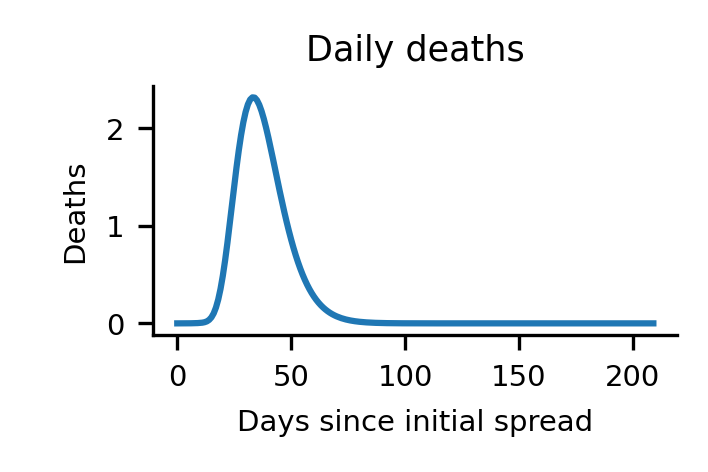 Daily deaths
Deaths
2
1
0
0 50 100 150 200
Days since initial spread